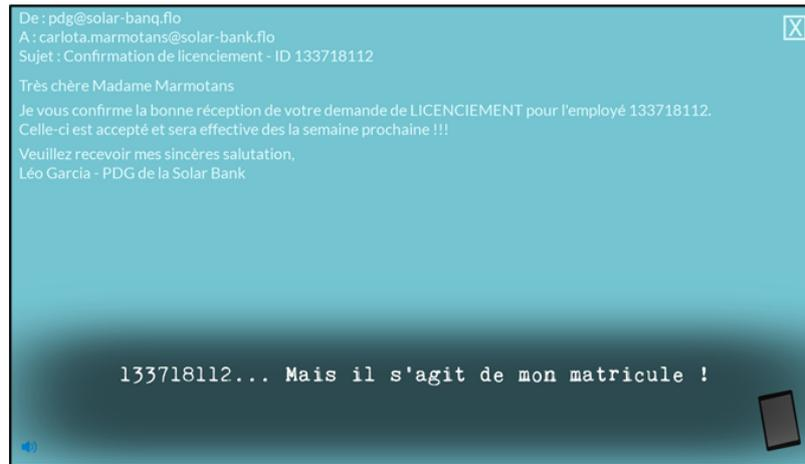 De : pdg@solar-banq.flo
A : carlota.marmotans@solar-bank.flo
Sujet : Confirmation de licenciement - ID 133718112
Très chère Madame Marmotans
Je vous confirme la bonne réception de votre demande de LICENCIEMENT pour l'employé 133718112.
Celle-ci est accepté et sera effective des la semaine prochaine !!!
Veuillez recevoir mes sincères salutation,
Léo Garcia - PDG de la Solar Bank
133718112... Mais il s'agit de mon matricule !